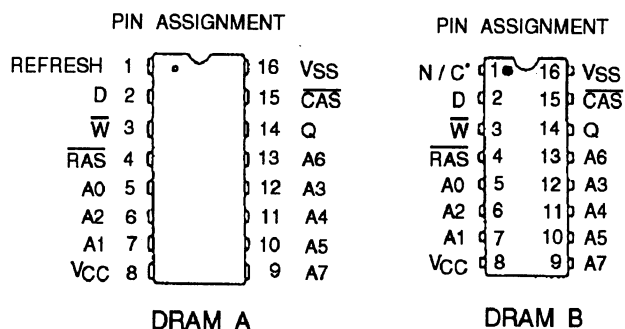 PIN ASSIGNMENT
REFRESH 1 16 VSS
D 2 15 CAS
W 3 14 Q
RAS 4 13 A6
A0 5 12 A3
A2 6 11 A4
A1 7 10 A5
VCC 8 9 A7
DRAM A
PIN ASSIGNMENT
N / C* 1 16 VSS
D 2 15 CAS
W 3 14 Q
RAS 4 13 A6
A0 5 12 A3
A2 6 11 A4
A1 7 10 A5
VCC 8 9 A7
DRAM B